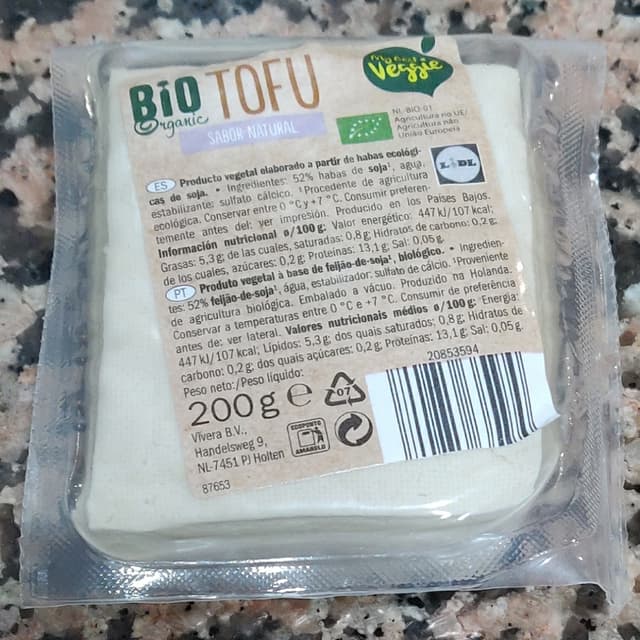 BIO
Organic
TOFU
SABOR NATURAL
My Best
Veggie
NL-BIO-01
Agricultura na UE/
Agricultura não
União Europeia
LIDL
ES Producto vegetal elaborado a partir de habas ecológi-
cas de soja. • Ingredientes: 52% habas de soja¹, agua,
estabilizante: sulfato cálcico. ¹Procedente de agricultura
ecológica. Conservar entre 0 °C y +7 °C. Consumir preferen-
temente antes del: ver impresión. Producido en los Países Bajos.
Información nutricional ø/100 g: Valor energético: 447 kJ/107 kcal;
Grasas: 5,3 g; de las cuales, saturadas: 0,8 g; Hidratos de carbono: 0,2 g;
de los cuales, azúcares: 0,2 g; Proteínas: 13,1 g; Sal: 0,05 g.
PT Produto vegetal à base de feijão-de-soja¹, biológico. • Ingredien-
tes: 52% feijão-de-soja¹, água, estabilizador: sulfato de cálcio. ¹Proveniente
de agricultura biológica. Embalado a vácuo. Produzido na Holanda.
Conservar a temperaturas entre 0 °C e +7 °C. Consumir de preferência
antes de: ver lateral. Valores nutricionais médios ø/100 g: Energia:
447 kJ/107 kcal; Lípidos: 5,3 g; dos quais saturados: 0,8 g; Hidratos de
carbono: 0,2 g; dos quais açúcares: 0,2 g; Proteínas: 13,1 g; Sal: 0,05 g.
Peso neto:/Peso líquido:
20853594
200 g e
07
Vivera B.V.,
Handelsweg 9,
NL-7451 PJ Holten
ECOPONTO
AMARELO
87653